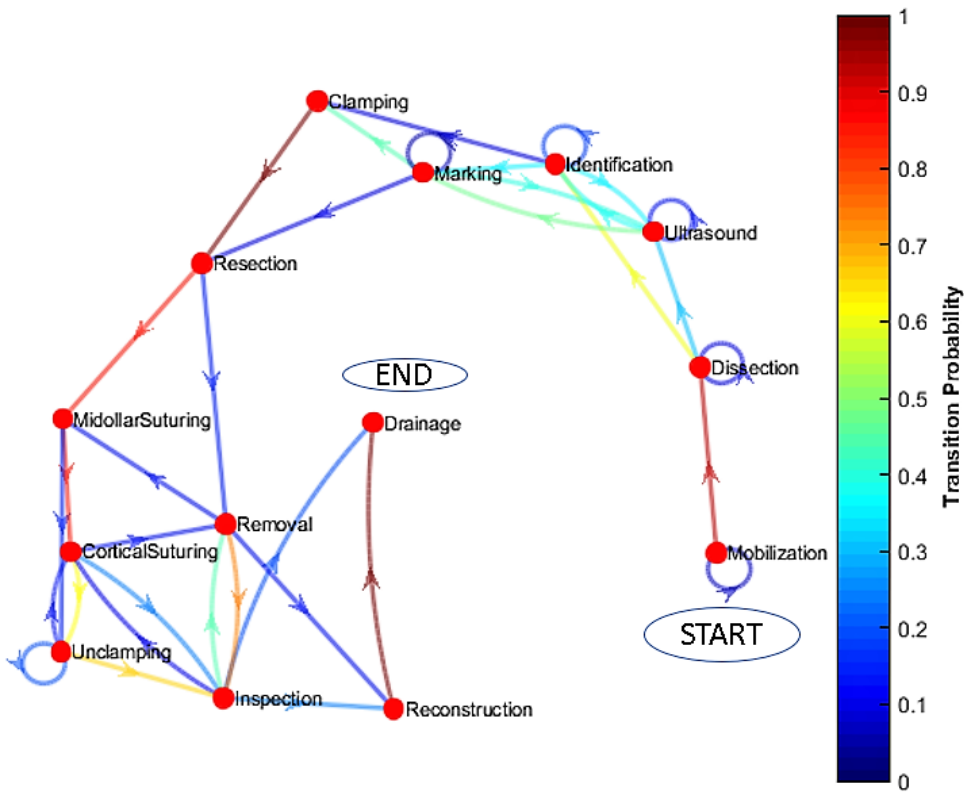 Clamping
Identification
Marking
Ultrasound
Resection
Dissection
END
MidollarSuturing
Drainage
Removal
CorticalSuturing
Mobilization
START
Unclamping
Inspection
Reconstruction
1
0.9
0.8
0.7
0.6
0.5
0.4
0.3
0.2
0.1
0
Transition Probability